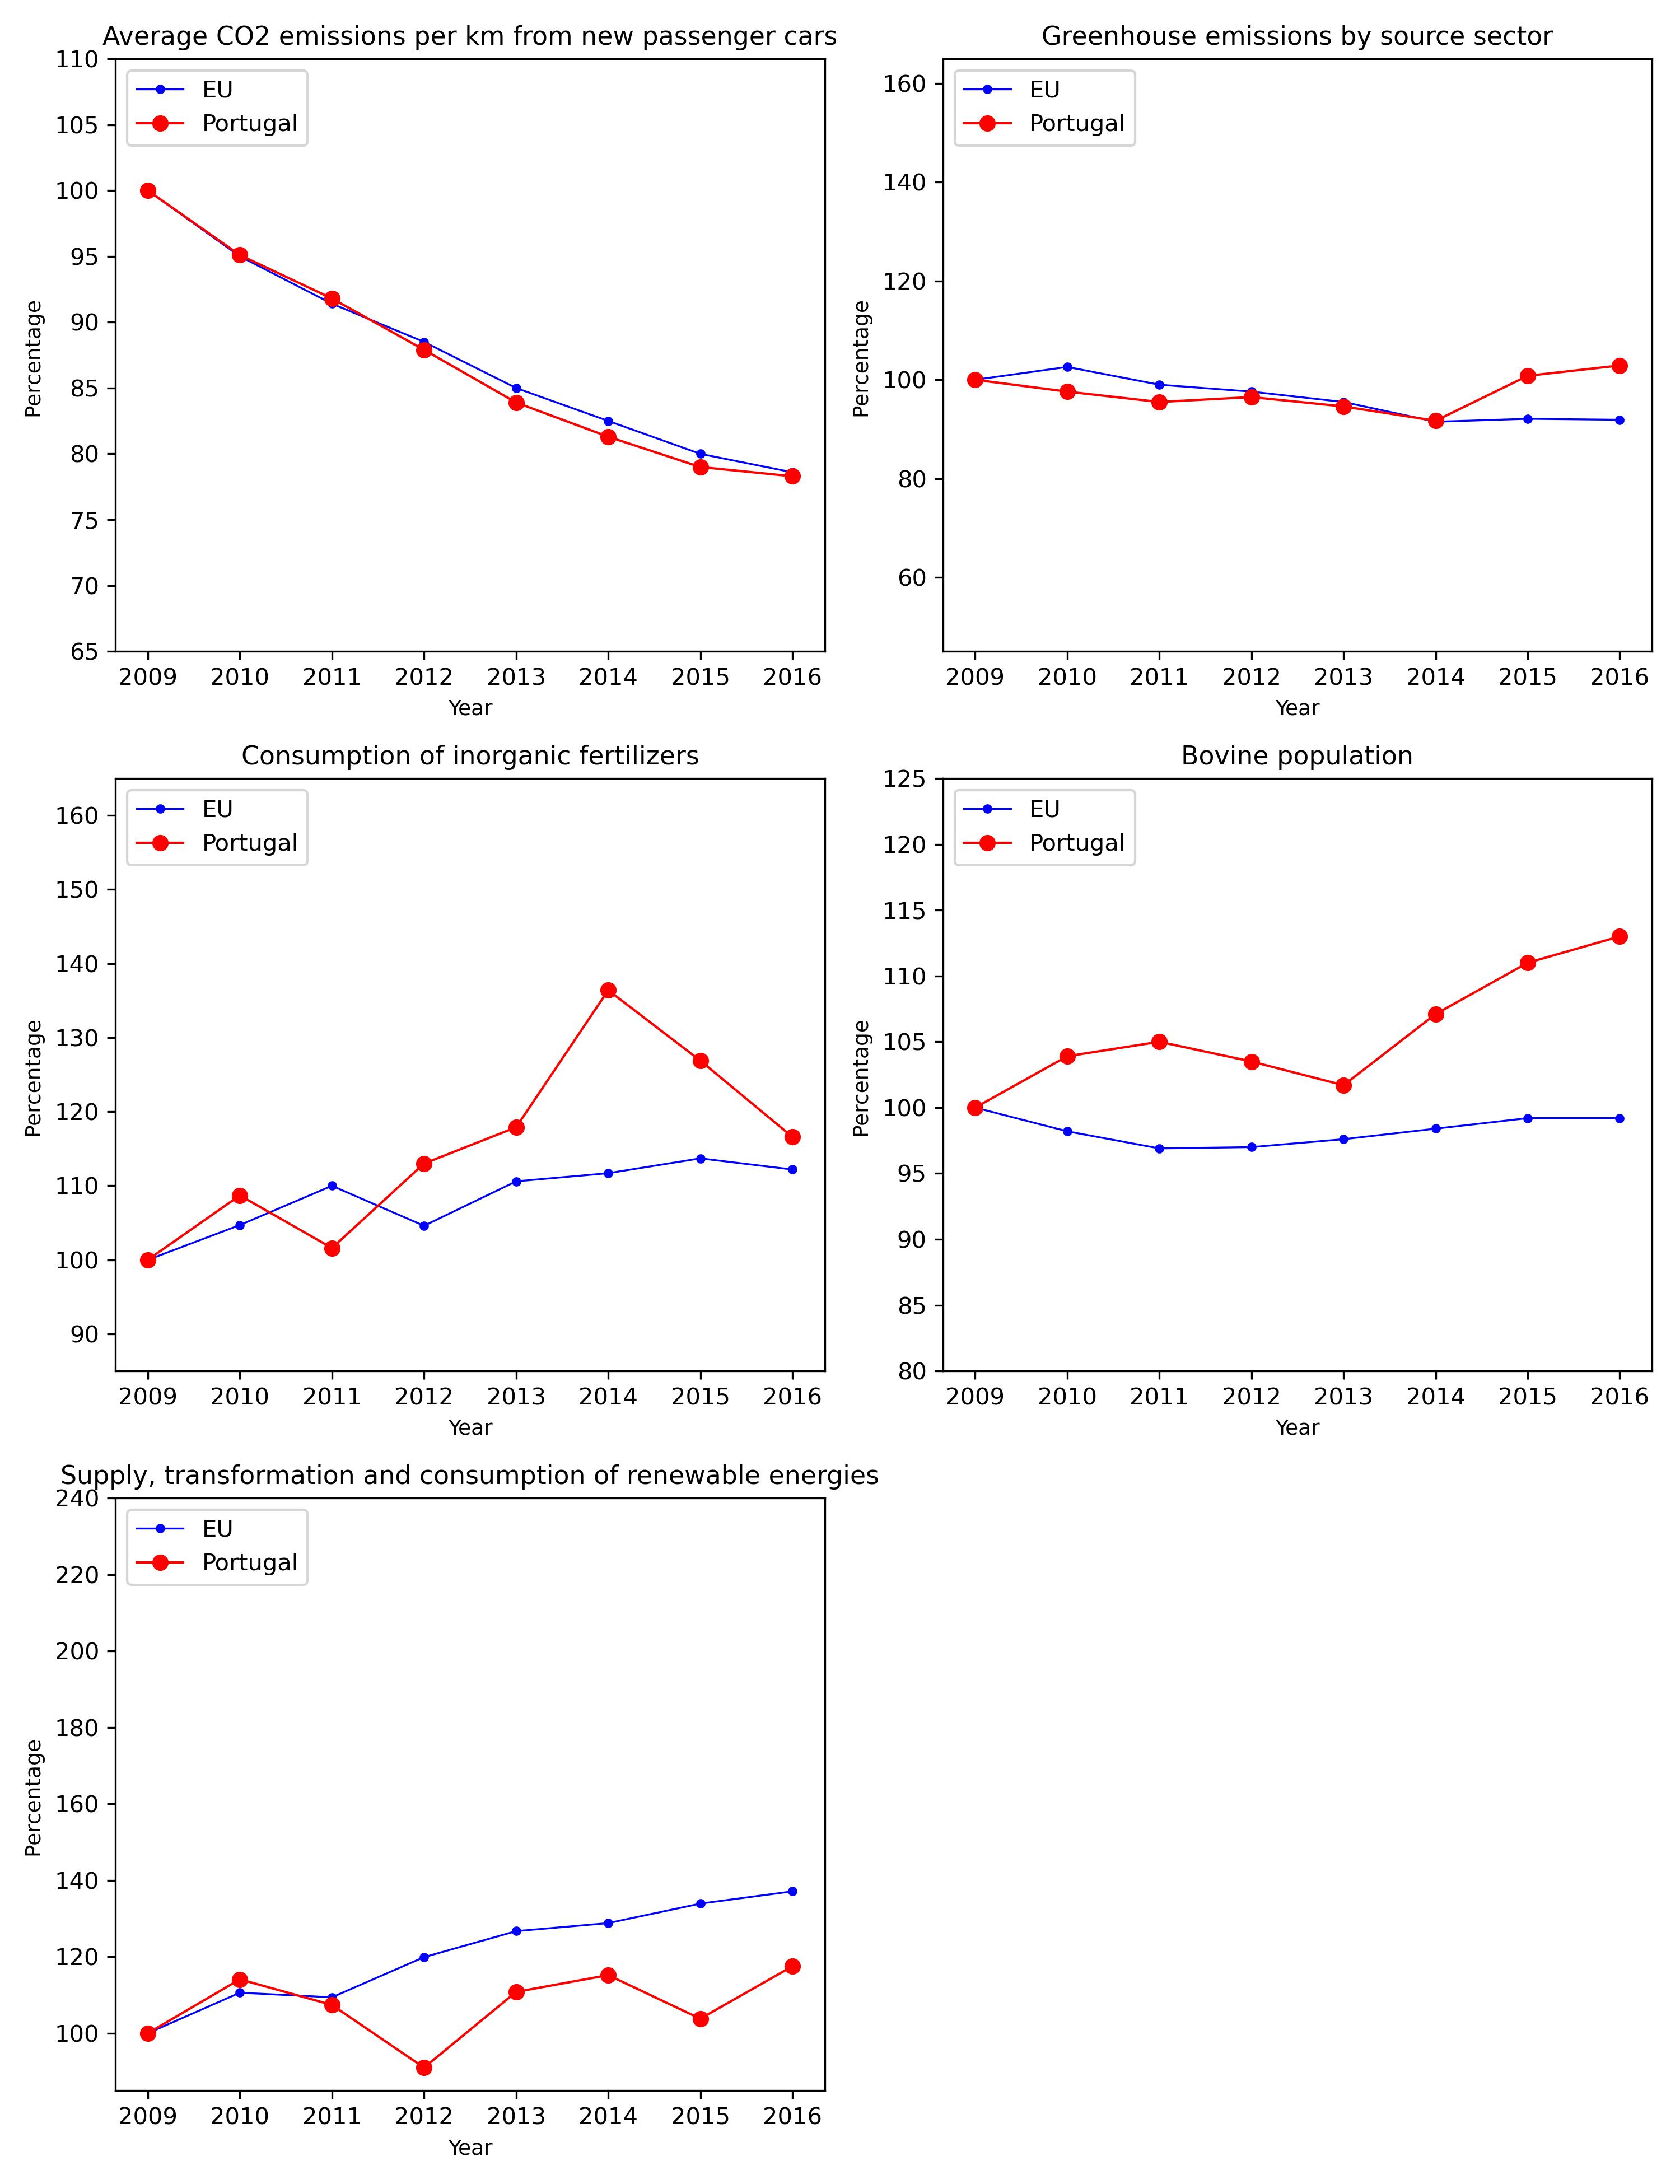 Average CO2 emissions per km from new passenger cars
110
105
100
95
90
85
80
75
70
65
Percentage
EU
Portugal
2009 2010 2011 2012 2013 2014 2015 2016
Year
Greenhouse emissions by source sector
160
140
120
100
80
60
Percentage
EU
Portugal
2009 2010 2011 2012 2013 2014 2015 2016
Year
Consumption of inorganic fertilizers
160
150
140
130
120
110
100
90
Percentage
EU
Portugal
2009 2010 2011 2012 2013 2014 2015 2016
Year
Bovine population
125
120
115
110
105
100
95
90
85
80
Percentage
EU
Portugal
2009 2010 2011 2012 2013 2014 2015 2016
Year
Supply, transformation and consumption of renewable energies
240
220
200
180
160
140
120
100
Percentage
EU
Portugal
2009 2010 2011 2012 2013 2014 2015 2016
Year